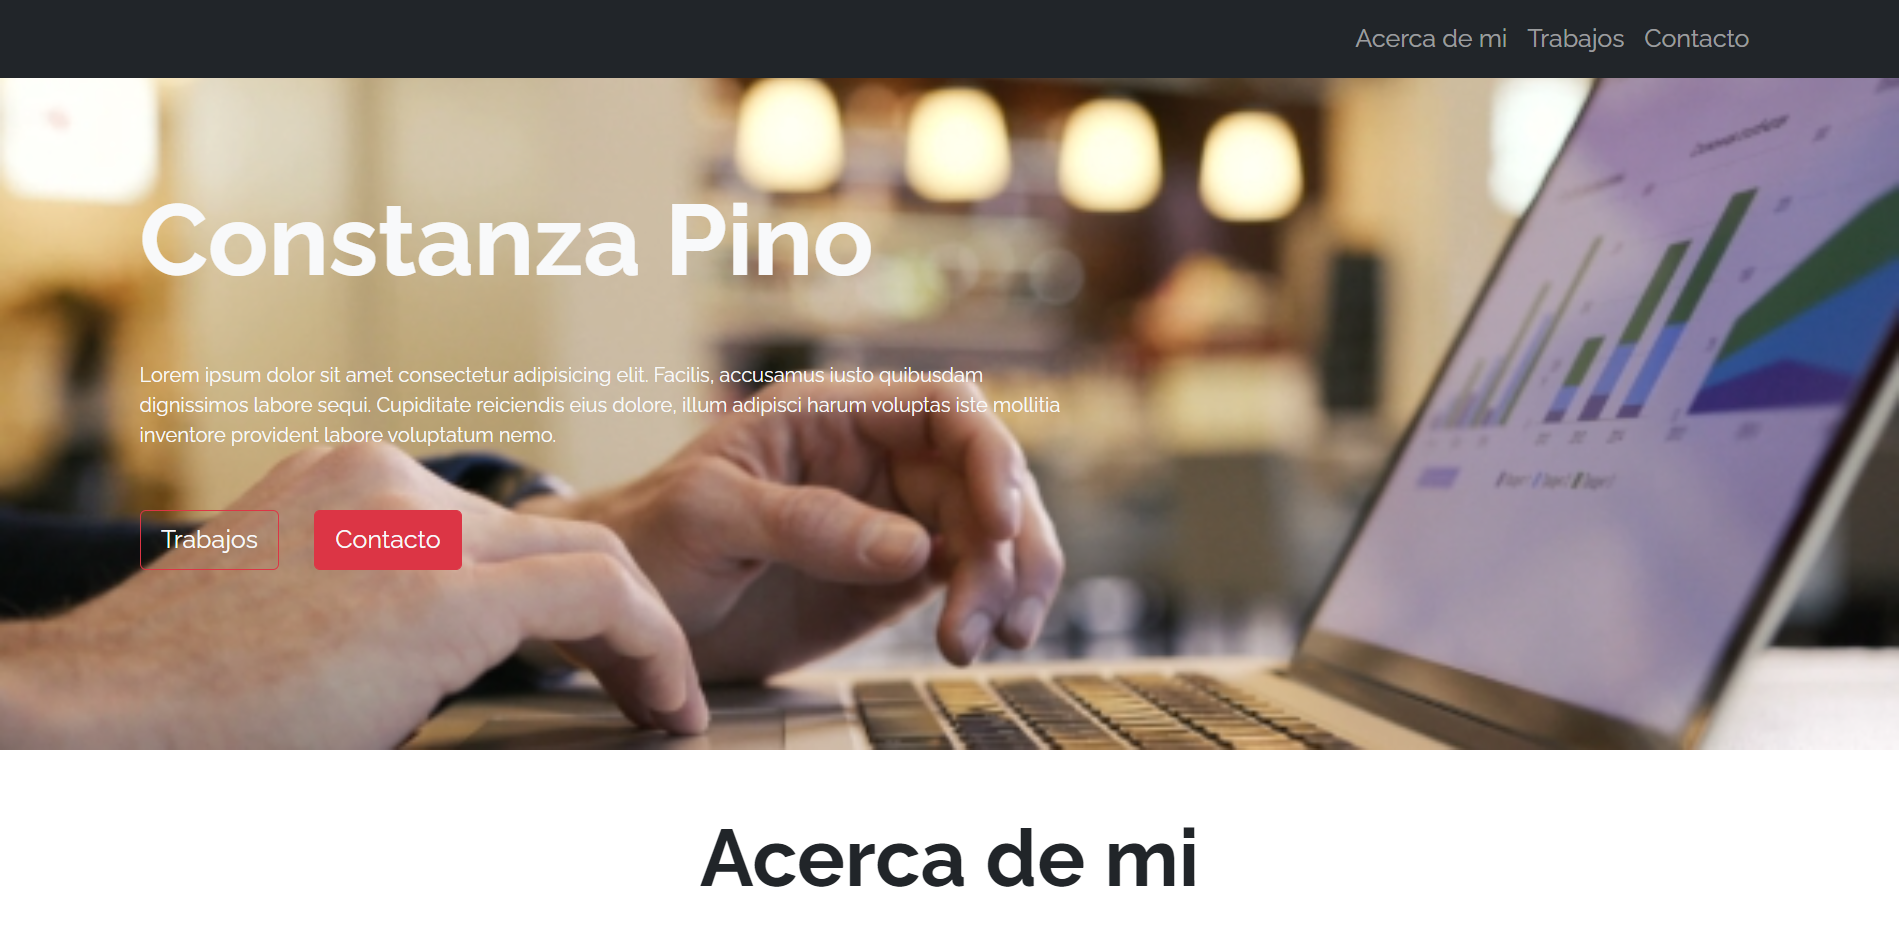 Acerca de mi Trabajos Contacto
Constanza Pino
Lorem ipsum dolor sit amet consectetur adipisicing elit. Facilis, accusamus iusto quibusdam
dignissimos labore sequi. Cupiditate reiciendis eius dolore, illum adipisci harum voluptas iste mollitia
inventore provident labore voluptatum nemo.
Trabajos Contacto
Acerca de mi